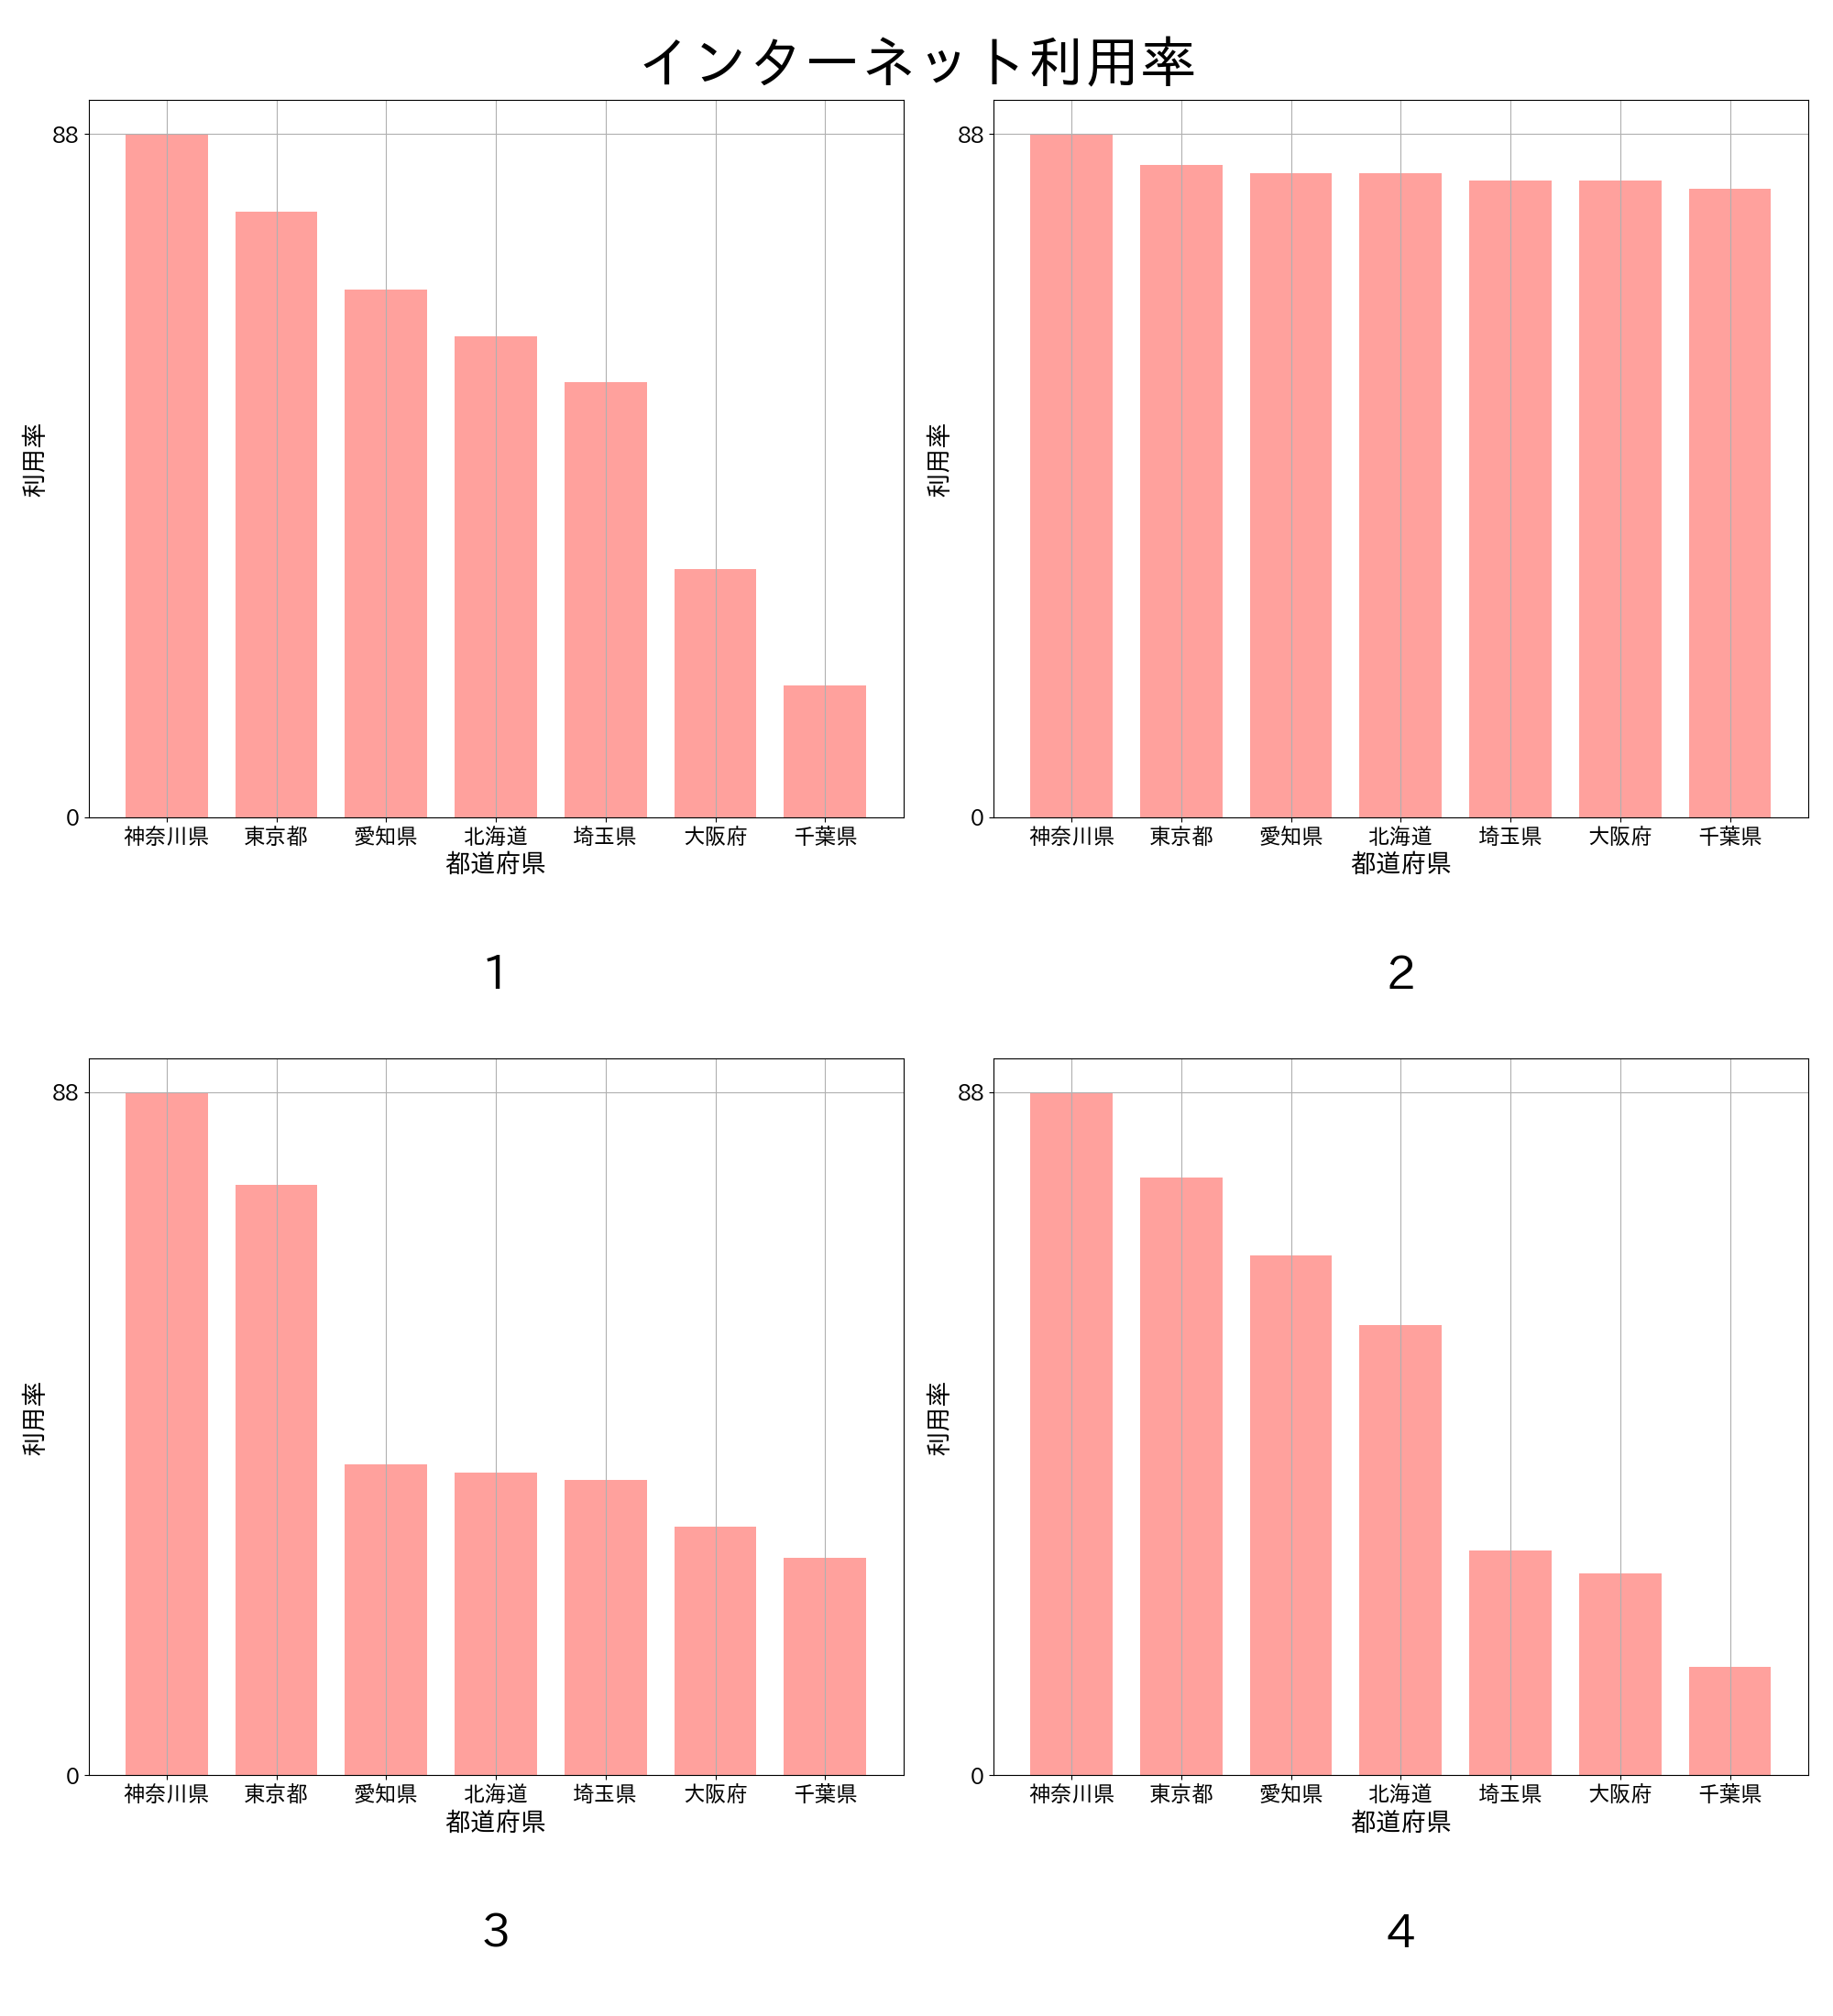 インターネット利用率
88
0
利用率
神奈川県 東京都 愛知県 北海道 埼玉県 大阪府 千葉県
都道府県
1
88
0
利用率
神奈川県 東京都 愛知県 北海道 埼玉県 大阪府 千葉県
都道府県
2
88
0
利用率
神奈川県 東京都 愛知県 北海道 埼玉県 大阪府 千葉県
都道府県
3
88
0
利用率
神奈川県 東京都 愛知県 北海道 埼玉県 大阪府 千葉県
都道府県
4